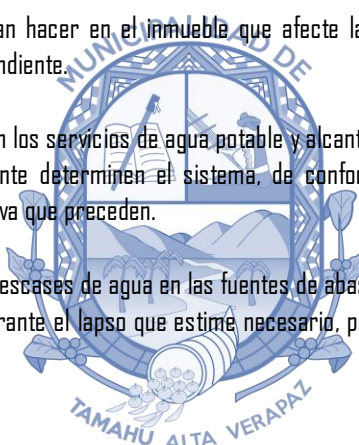 an hacer en el inmueble que afecte la
ndiente.
n los servicios de agua potable y alcant
nte determinen el sistema, de confor
va que preceden.
escases de agua en las fuentes de abas
rante el lapso que estime necesario, p
MUNICIPALIDAD DE
TAMAHÚ ALTA VERAPAZ